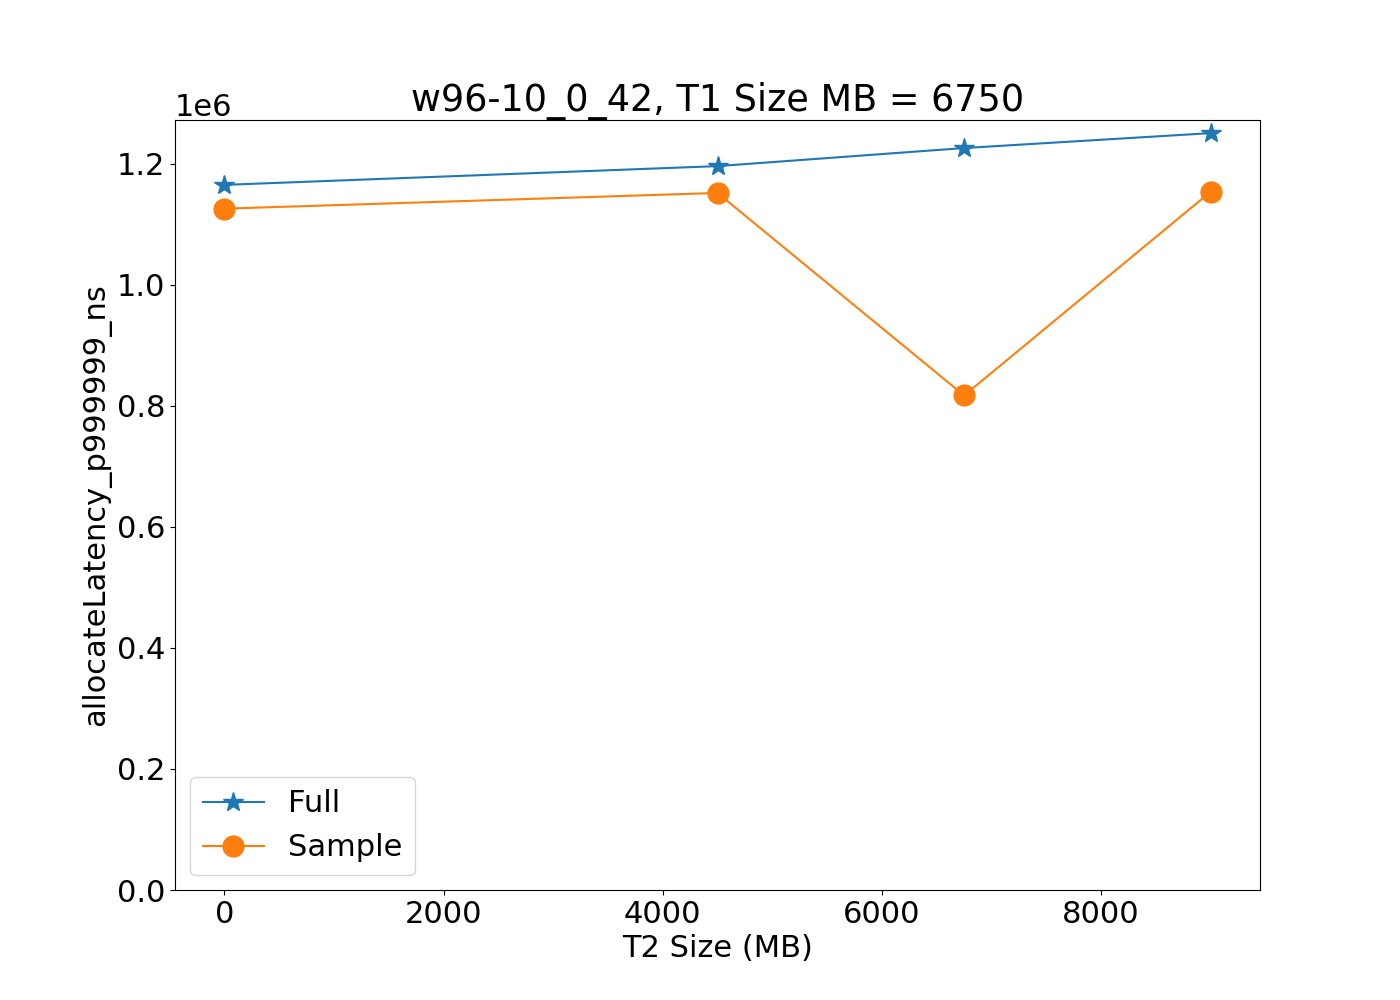 w96-10_0_42, T1 Size MB = 6750
1e6
1.2
1.0
0.8
0.6
0.4
0.2
0.0
allocateLatency_p999999_ns
Full
Sample
0 2000 4000 6000 8000
T2 Size (MB)